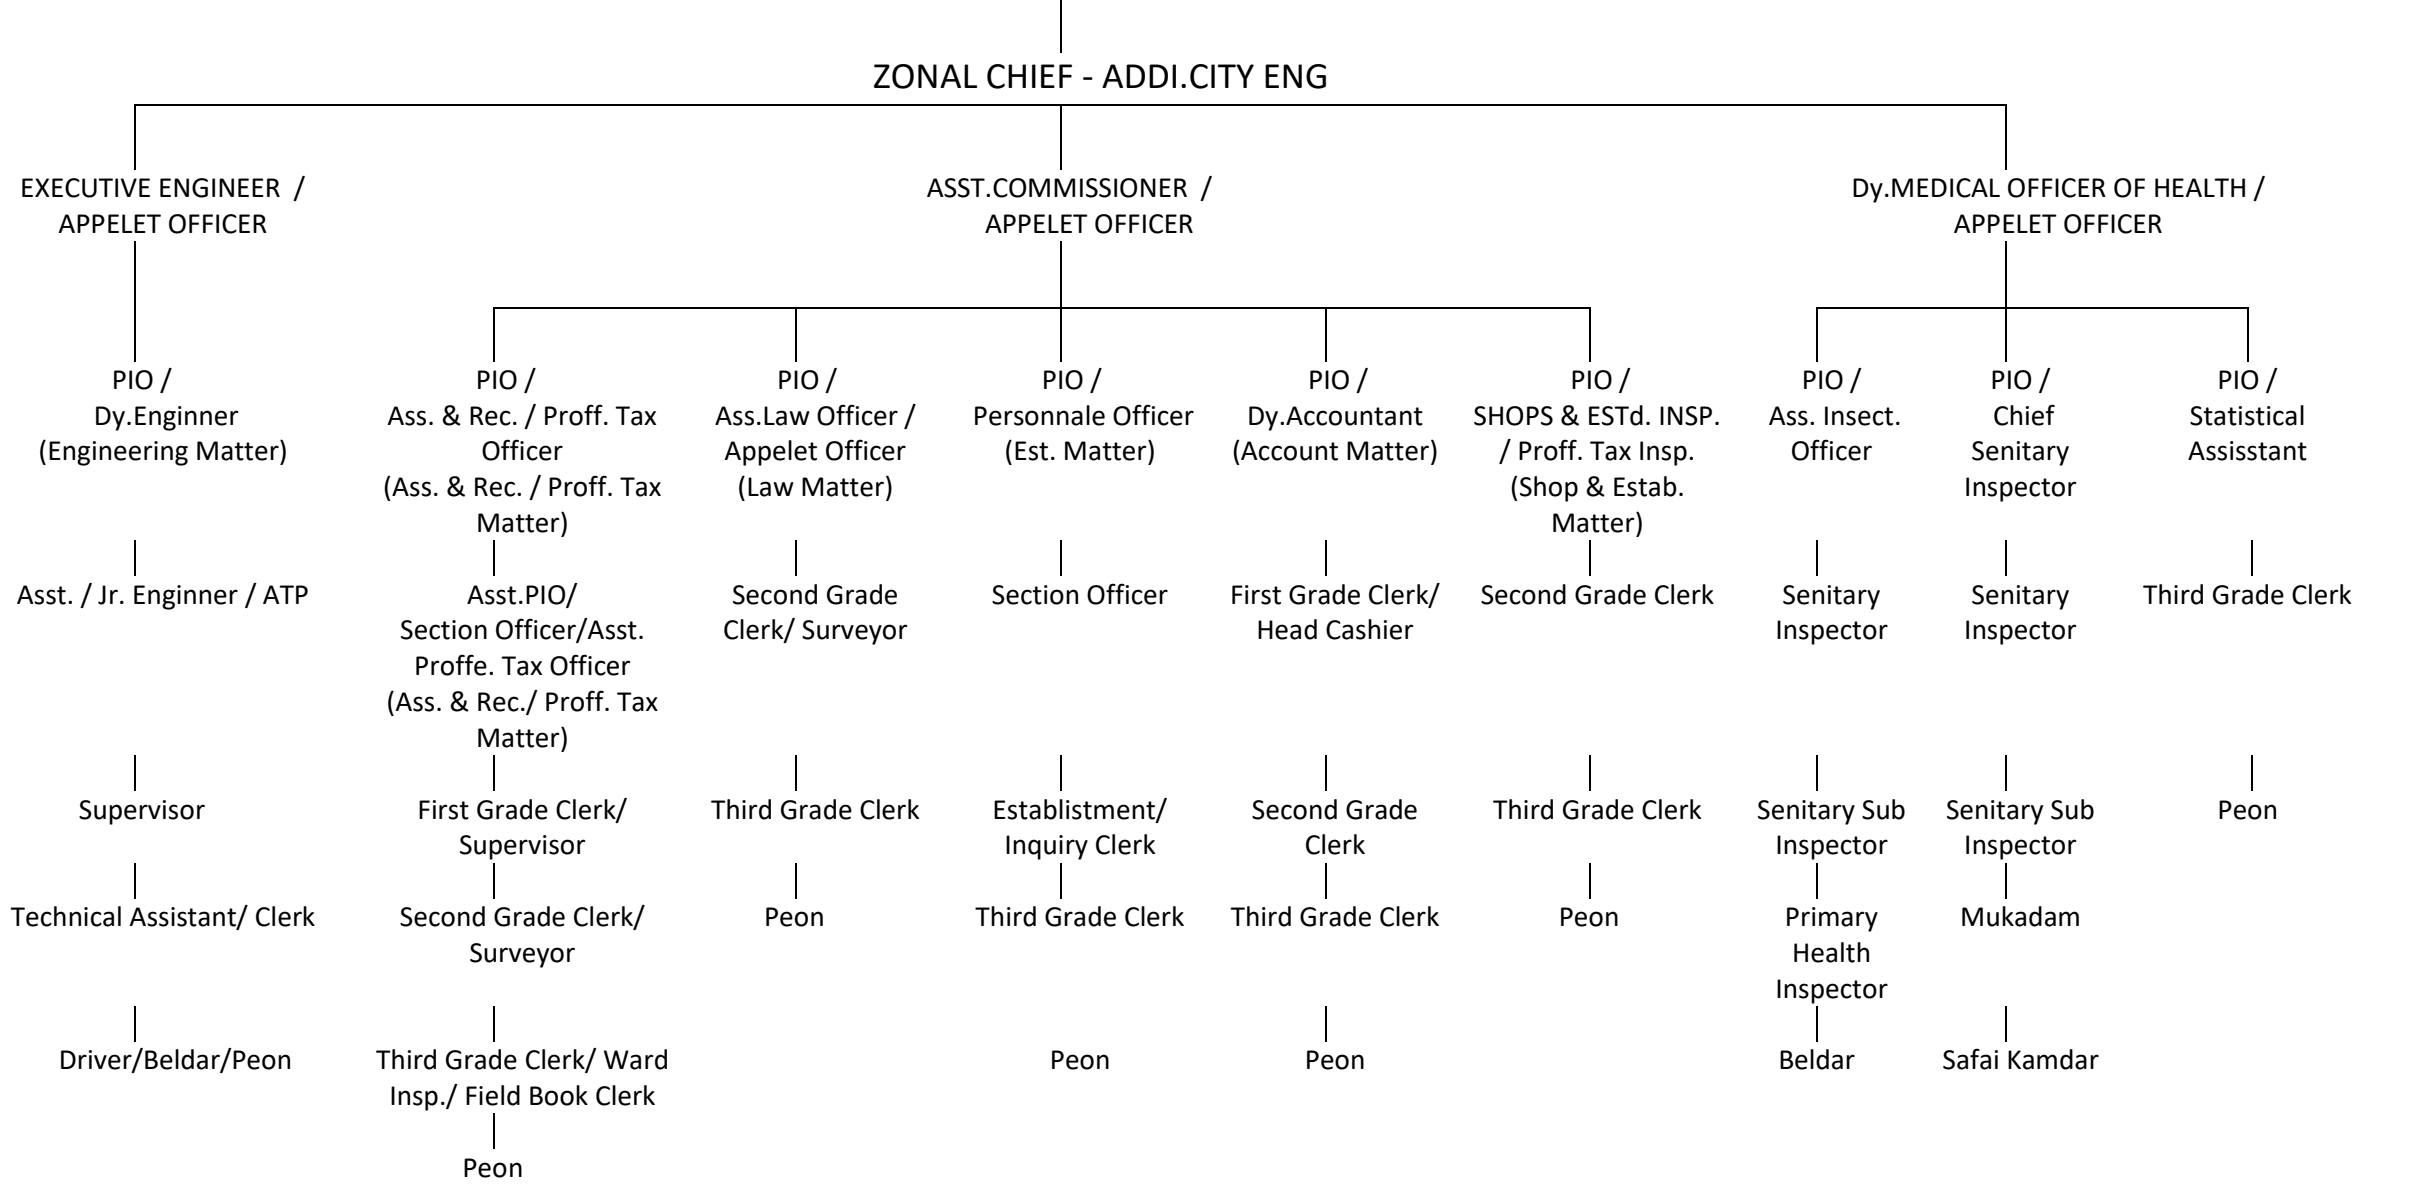 ZONAL CHIEF - ADDI.CITY ENG
EXECUTIVE ENGINEER /
APPELET OFFICER
ASST.COMMISSIONER /
APPELET OFFICER
Dy.MEDICAL OFFICER OF HEALTH /
APPELET OFFICER
PIO /
Dy.Enginner
(Engineering Matter)
PIO /
Ass. & Rec. / Proff. Tax
Officer
(Ass. & Rec. / Proff. Tax
Matter)
PIO /
Ass.Law Officer /
Appelet Officer
(Law Matter)
PIO /
Personnale Officer
(Est. Matter)
PIO /
Dy.Accountant
(Account Matter)
PIO /
SHOPS & ESTd. INSP.
/ Proff. Tax Insp.
(Shop & Estab.
Matter)
PIO /
Ass. Insect.
Officer
PIO /
Chief
Senitary
Inspector
PIO /
Statistical
Assisstant
Asst. / Jr. Enginner / ATP
Asst.PIO/
Section Officer/Asst.
Proffe. Tax Officer
(Ass. & Rec./ Proff. Tax
Matter)
Second Grade
Clerk/ Surveyor
Section Officer
First Grade Clerk/
Head Cashier
Second Grade Clerk
Senitary
Inspector
Senitary
Inspector
Third Grade Clerk
Supervisor
First Grade Clerk/
Supervisor
Third Grade Clerk
Establistment/
Inquiry Clerk
Second Grade
Clerk
Third Grade Clerk
Senitary Sub
Inspector
Senitary Sub
Inspector
Peon
Technical Assistant/ Clerk
Second Grade Clerk/
Surveyor
Peon
Third Grade Clerk
Third Grade Clerk
Peon
Primary
Health
Inspector
Mukadam
Driver/Beldar/Peon
Third Grade Clerk/ Ward
Insp./ Field Book Clerk
Peon
Peon
Beldar
Safai Kamdar
Peon